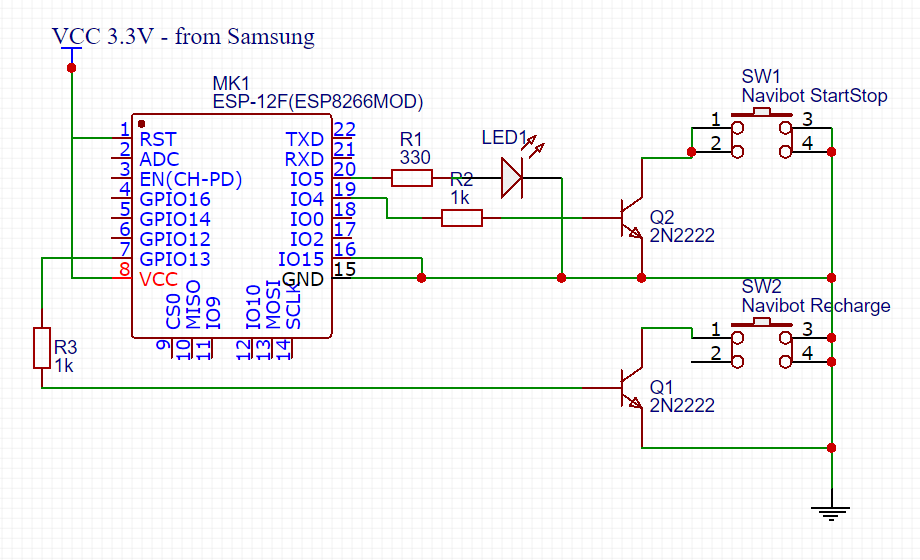 VCC 3.3V - from Samsung
MK1
ESP-12F(ESP8266MOD)
1 RST
2 ADC
3 EN(CH-PD)
4 GPIO16
5 GPIO14
6 GPIO12
7 GPIO13
8 VCC
TXD 22
RXD 21
IO5 20
IO4 19
IO0 18
IO2 17
IO15 16
GND 15
CS0 9
MISO 10
IO9 11
IO10 12
MOSI 13
SCLK 14
R1
330
LED1
R2
1k
Q2
2N2222
SW1
Navibot StartStop
1 3
2 4
SW2
Navibot Recharge
1 3
2 4
R3
1k
Q1
2N2222